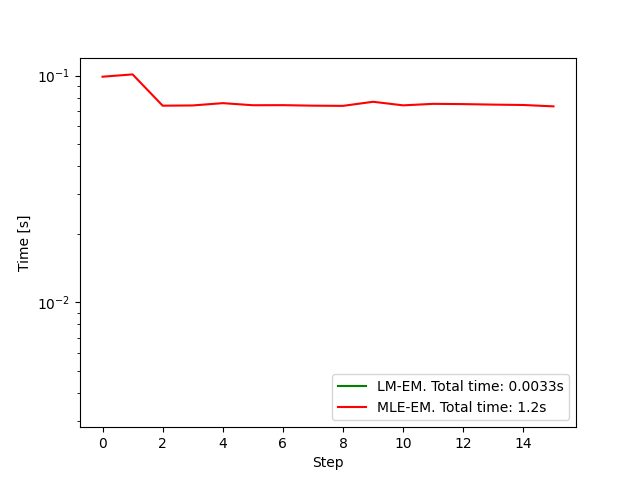 10⁻¹
10⁻²
Time [s]
LM-EM. Total time: 0.0033s
MLE-EM. Total time: 1.2s
0 2 4 6 8 10 12 14
Step